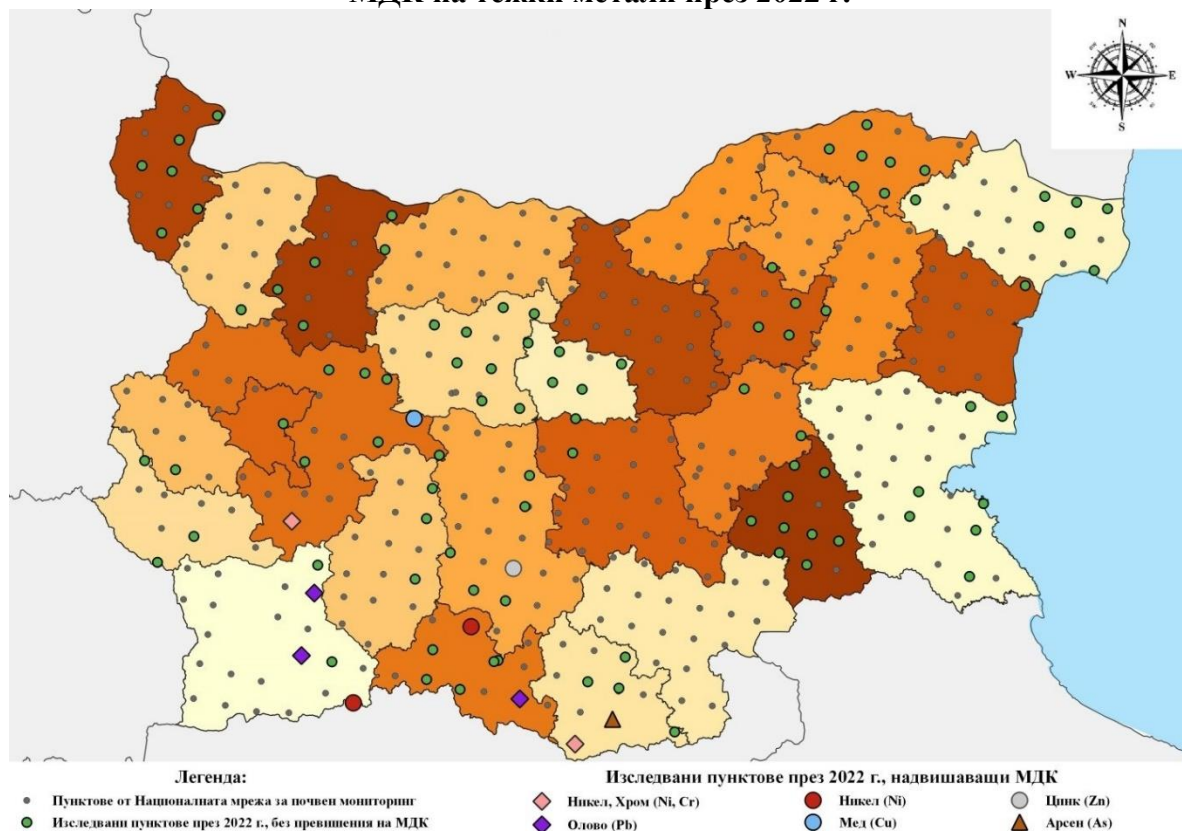 МДК на тежки метали през 2022 г.
N
W E
S
Легенда:
Пунктове от Националната мрежа за почвен мониторинг
Изследвани пунктове през 2022 г., без превишения на МДК
Изследвани пунктове през 2022 г., надвишаващи МДК
Никел, Хром (Ni, Cr)
Никел (Ni)
Цинк (Zn)
Олово (Pb)
Мед (Cu)
Арсен (As)